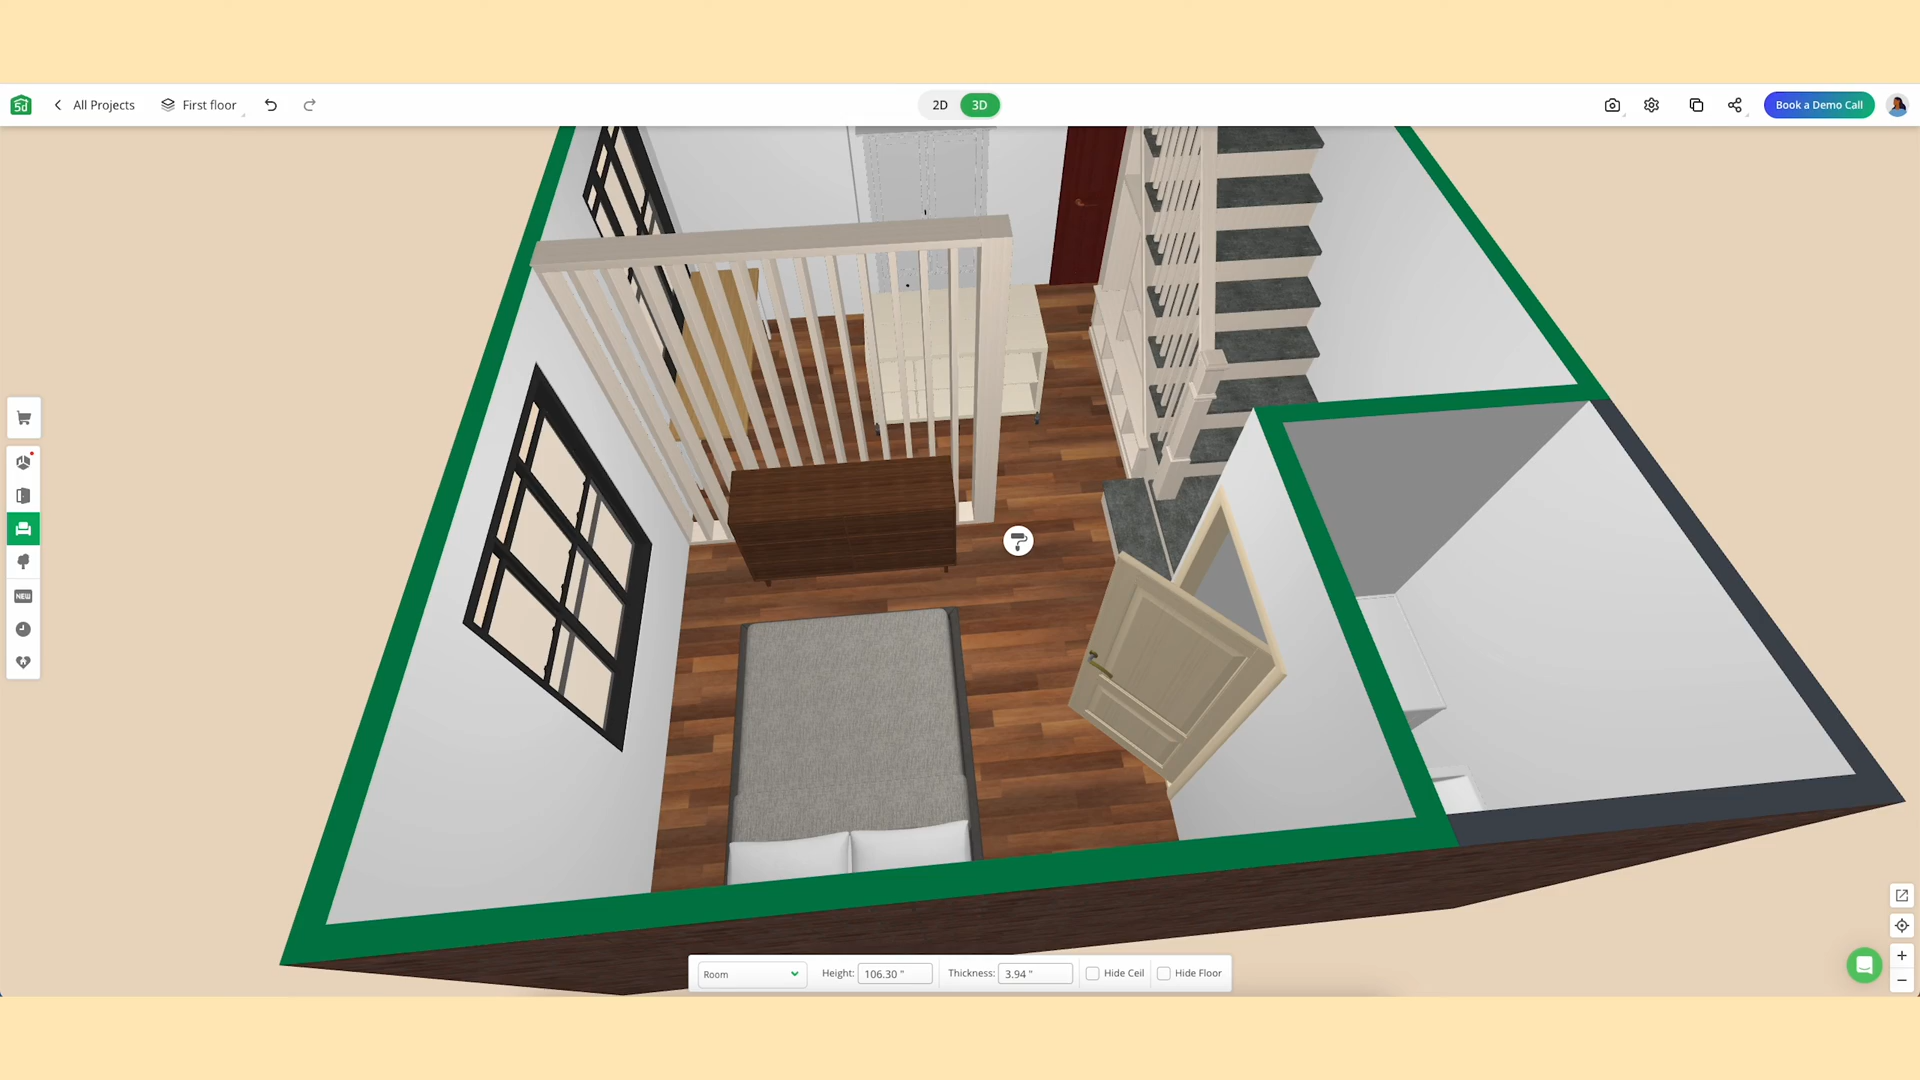 5d
All Projects
First floor
2D
3D
Book a Demo Call
NEW
Room
Height:
106.30 "
Thickness:
3.94 "
Hide Ceil
Hide Floor